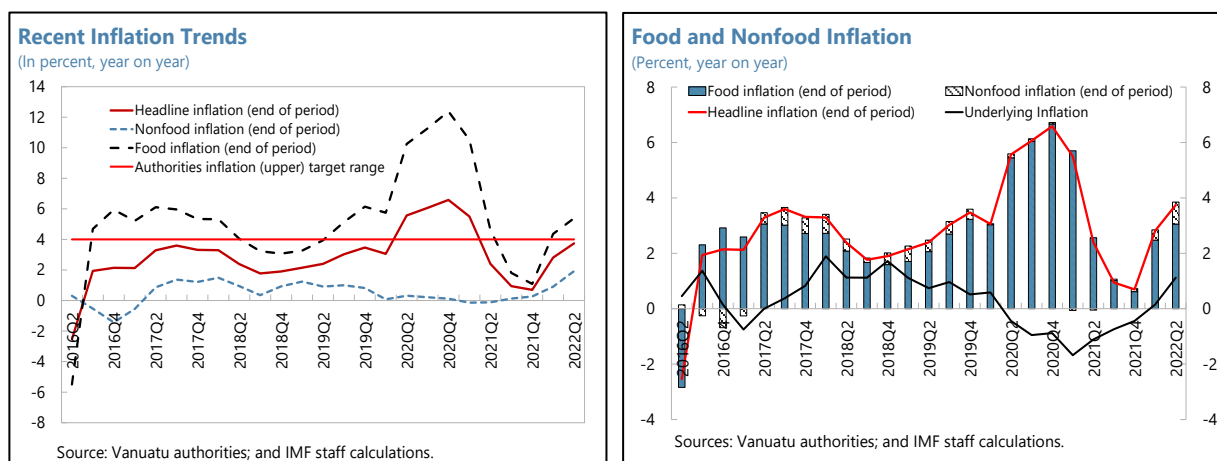 Recent Inflation Trends
(In percent, year on year)
14
12
10
8
6
4
2
0
-2
-4
-6
-8
Headline inflation (end of period)
Nonfood inflation (end of period)
Food inflation (end of period)
Authorities inflation (upper) target range
2016Q2
2016Q4
2017Q2
2017Q4
2018Q2
2018Q4
2019Q2
2019Q4
2020Q2
2020Q4
2021Q2
2021Q4
2022Q2
Source: Vanuatu authorities; and IMF staff calculations.
Food and Nonfood Inflation
(Percent, year on year)
8
6
4
2
0
-2
-4
Food inflation (end of period)
Nonfood inflation (end of period)
Headline inflation (end of period)
Underlying Inflation
8
6
4
2
0
-2
-4
2016Q2
2016Q4
2017Q2
2017Q4
2018Q2
2018Q4
2019Q2
2019Q4
2020Q2
2020Q4
2021Q2
2021Q4
2022Q2
Sources: Vanuatu authorities; and IMF staff calculations.